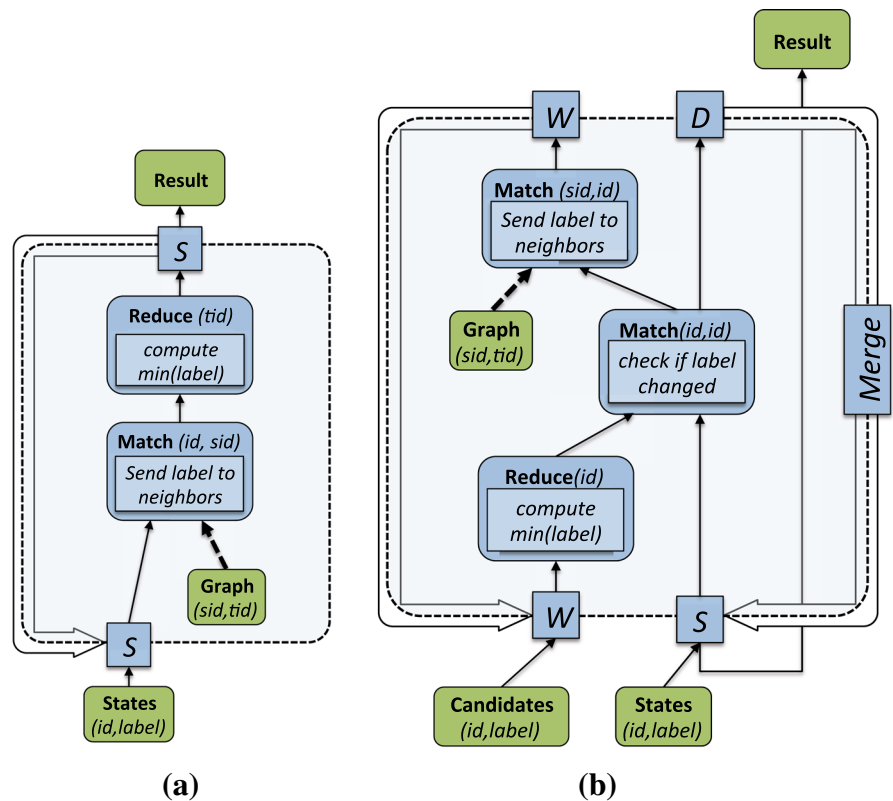 Result
S
Reduce (tid)
compute
min(label)
Match (id, sid)
Send label to
neighbors
Graph
(sid,tid)
S
States
(id,label)
(a)
Result
W
D
Match (sid,id)
Send label to
neighbors
Graph
(sid,tid)
Match(id,id)
check if label
changed
Merge
Reduce(id)
compute
min(label)
W
S
Candidates
(id,label)
States
(id,label)
(b)